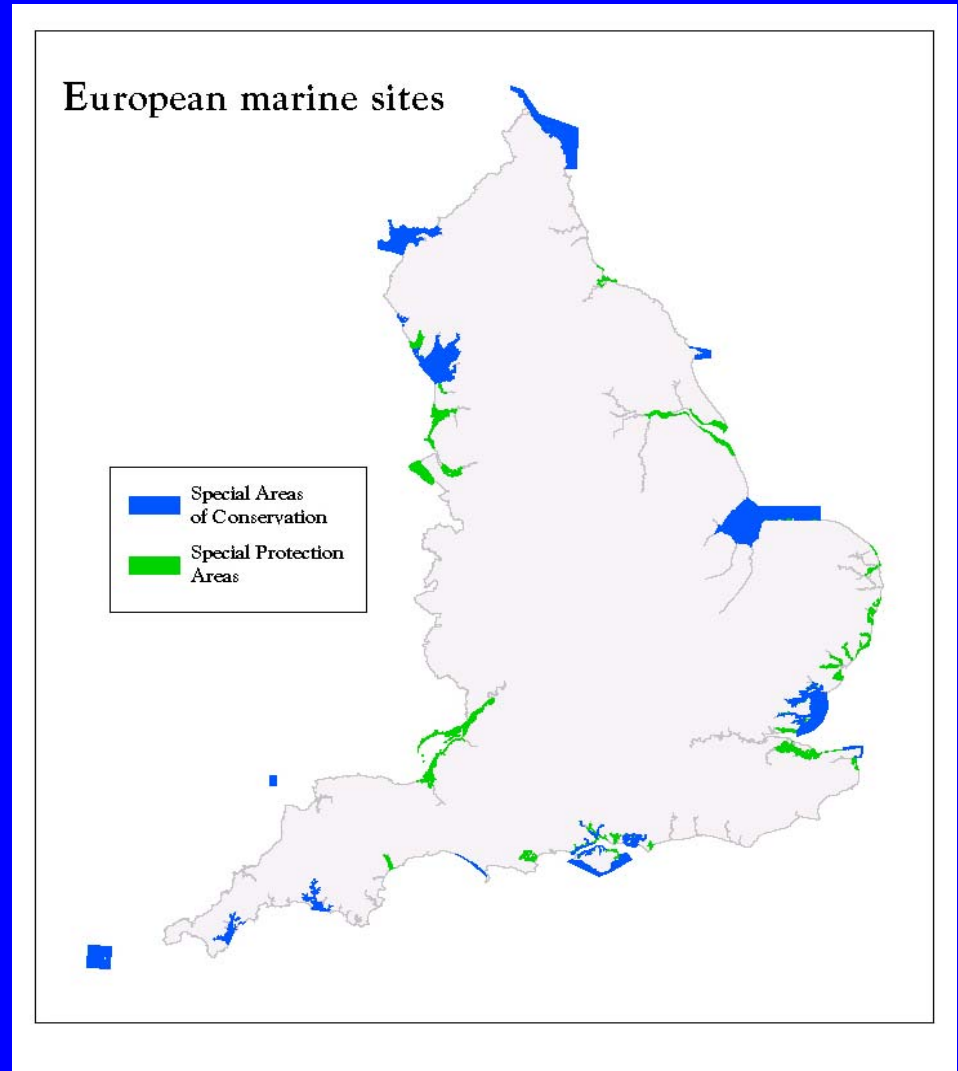 European marine sites
Special Areas
of Conservation
Special Protection
Areas